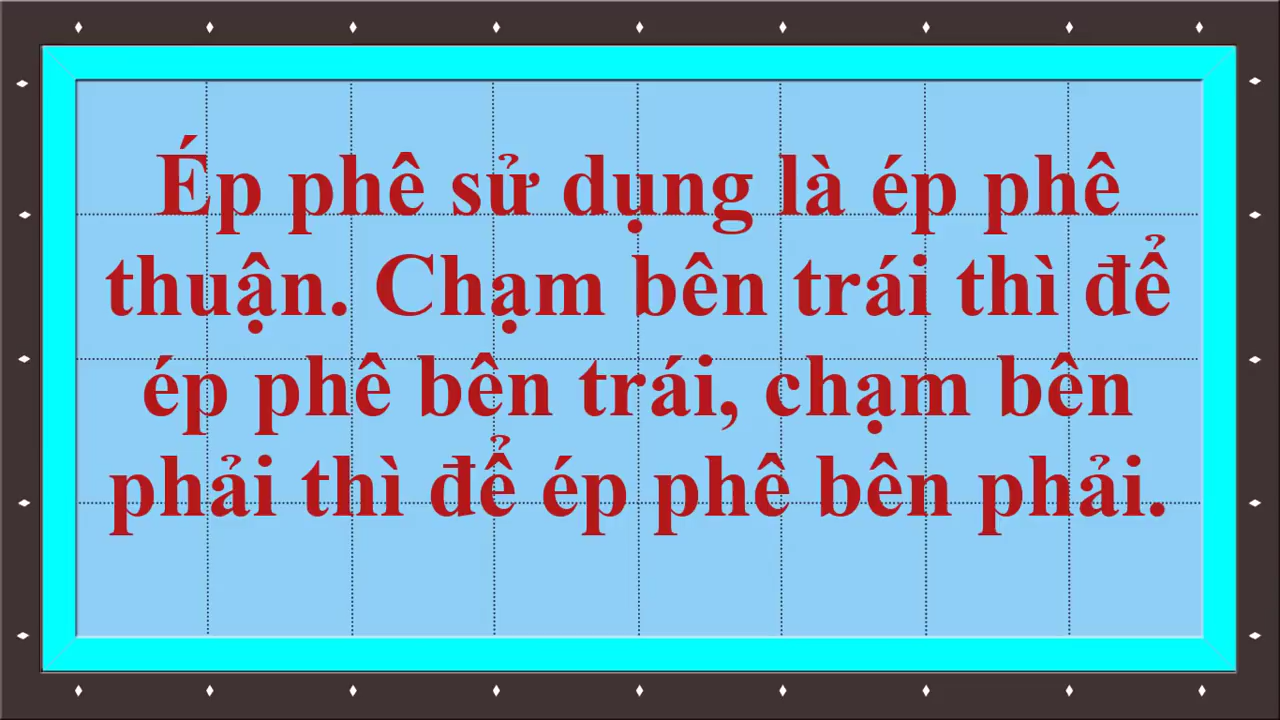 Ép phê sử dụng là ép phê
thuận. Chạm bên trái thì để
ép phê bên trái, chạm bên
phải thì để ép phê bên phải.